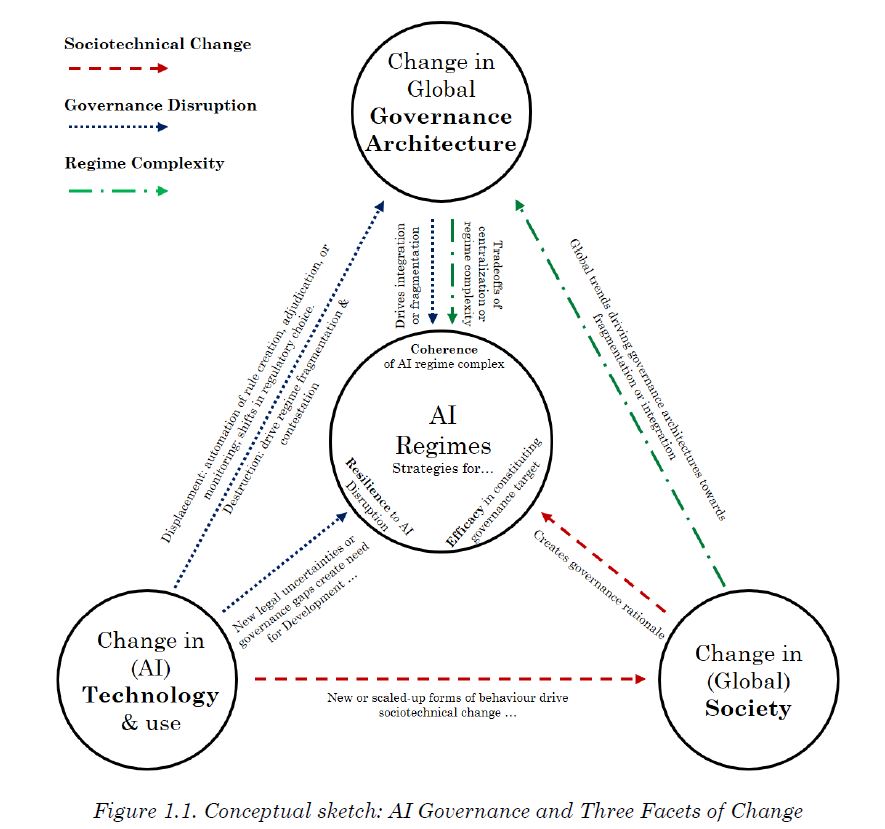 Sociotechnical Change
Governance Disruption
Regime Complexity
Change in
Global
Governance
Architecture
Displacement: automation of rule creation, adjudication, or
monitoring; shifts in regulatory choice.
Destruction: drive regime fragmentation &
contestation
Drives integration
or fragmentation
Tradeoffs of
centralization or
regime complexity
Global trends driving governance architectures towards
fragmentation or integration
Coherence
of AI regime complex
AI
Regimes
Strategies for…
Resilience to AI
Disruption
Efficacy in constituting
governance target
New legal uncertainties or
governance gaps create need
for Development …
Creates governance rationale
Change in
(AI)
Technology
& use
New or scaled-up forms of behaviour drive
sociotechnical change …
Change in
(Global)
Society
Figure 1.1. Conceptual sketch: AI Governance and Three Facets of Change